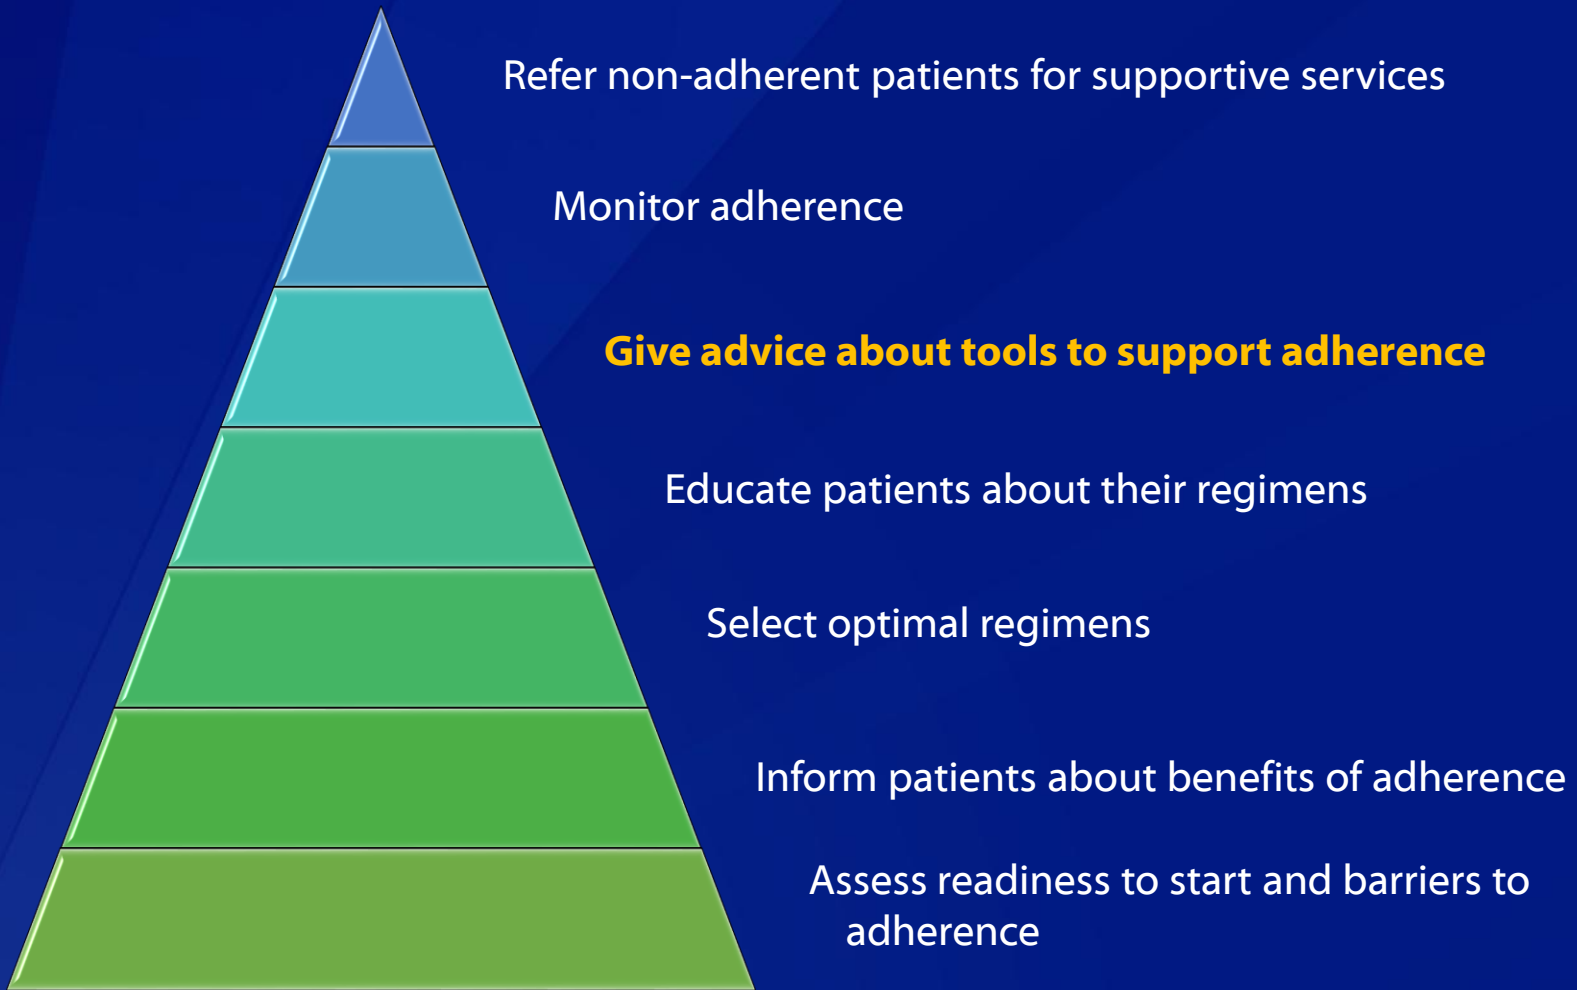 Refer non-adherent patients for supportive services
Monitor adherence
Give advice about tools to support adherence
Educate patients about their regimens
Select optimal regimens
Inform patients about benefits of adherence
Assess readiness to start and barriers to
adherence